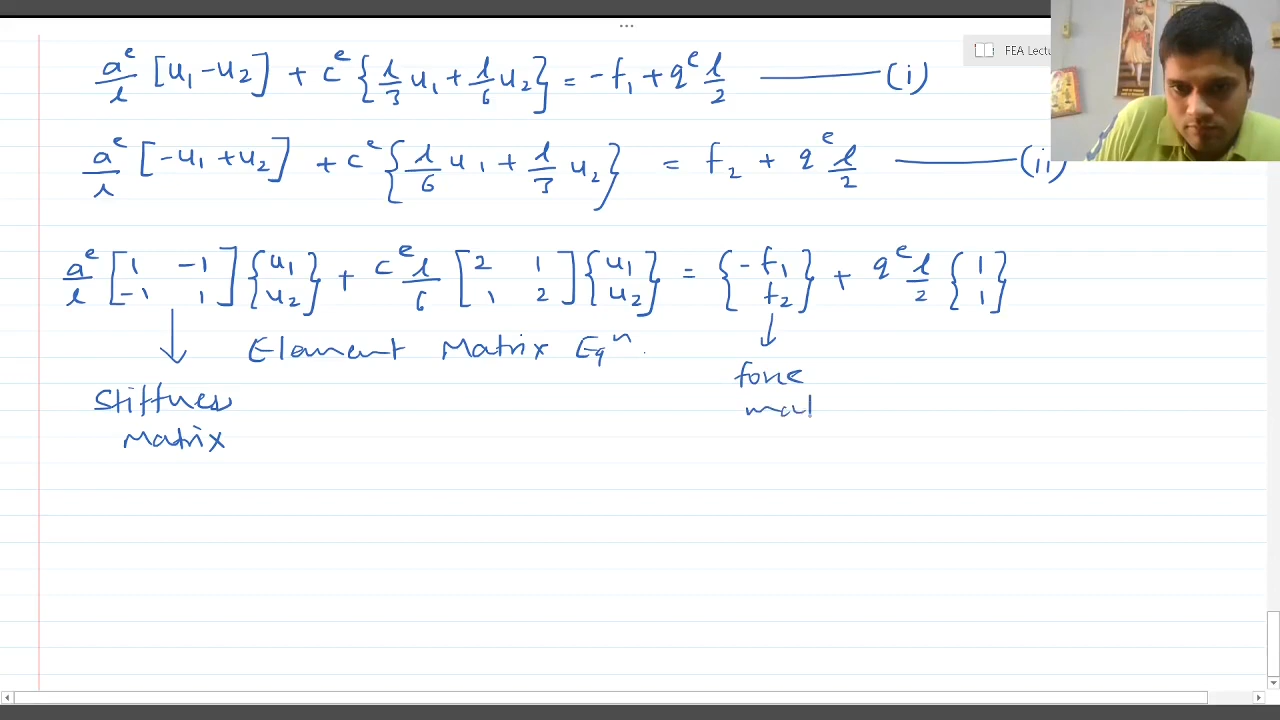 ...
FEA Lectu
a^e/l [u₁ - u₂] + c^e {l/3 u₁ + l/6 u₂} = - f₁ + q^e l/2 ——— (i)
a^e/l [-u₁ + u₂] + c^e {l/6 u₁ + l/3 u₂} = f₂ + q^e l/2 ——— (ii)
a^e/l [1 -1; -1 1] {u₁; u₂} + c^e l/6 [2 1; 1 2] {u₁; u₂} = {-f₁; f₂} + q^e l/2 {1; 1}
Element Matrix Eqⁿ.
Stiffness
Matrix
force
mat